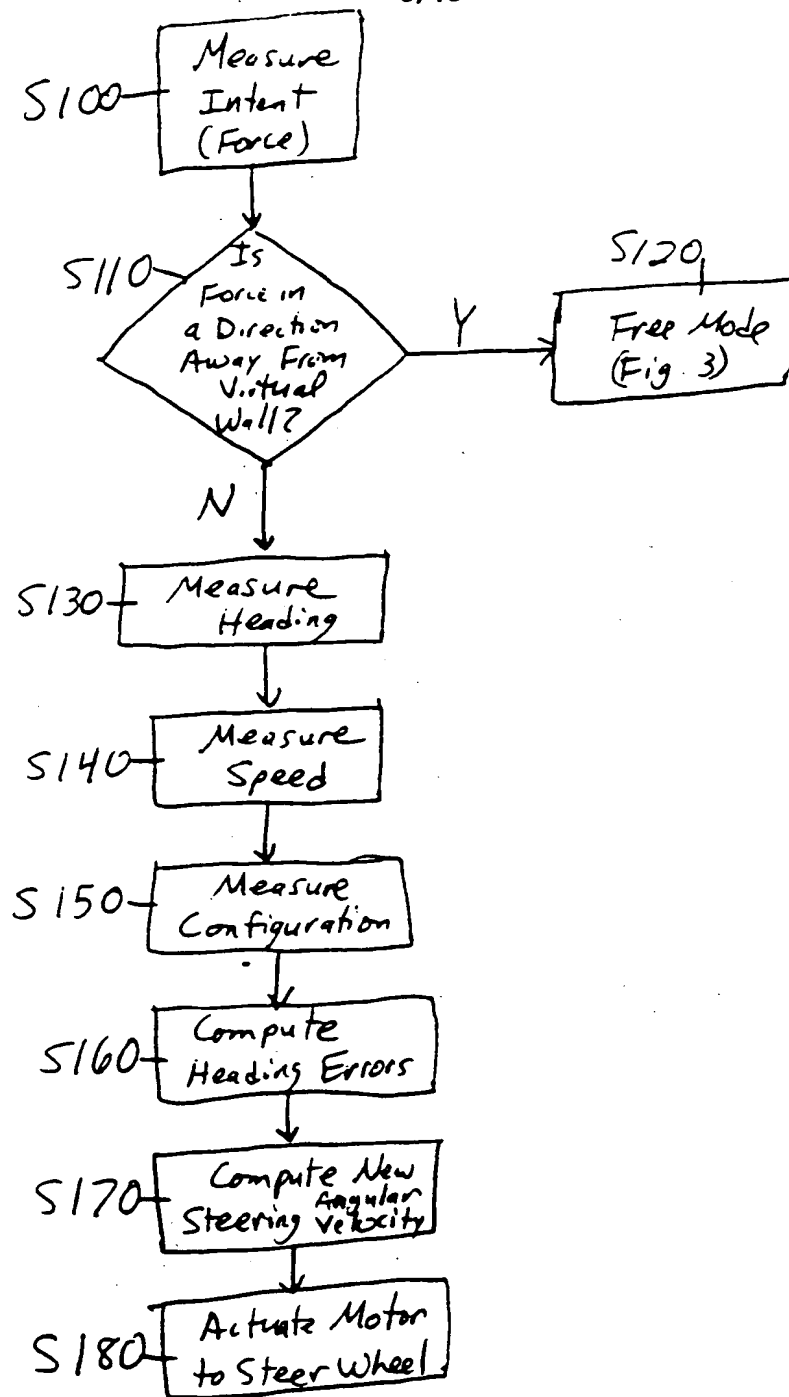 S100
Measure
Intent
(Force)
S110
Is
Force in
a Direction
Away From
Virtual
Wall?
Y
S120
Free Mode
(Fig. 3)
N
S130
Measure
Heading
S140
Measure
Speed
S150
Measure
Configuration
S160
Compute
Heading Errors
S170
Compute New
Steering Angular
Velocity
S180
Actuate Motor
to Steer Wheel